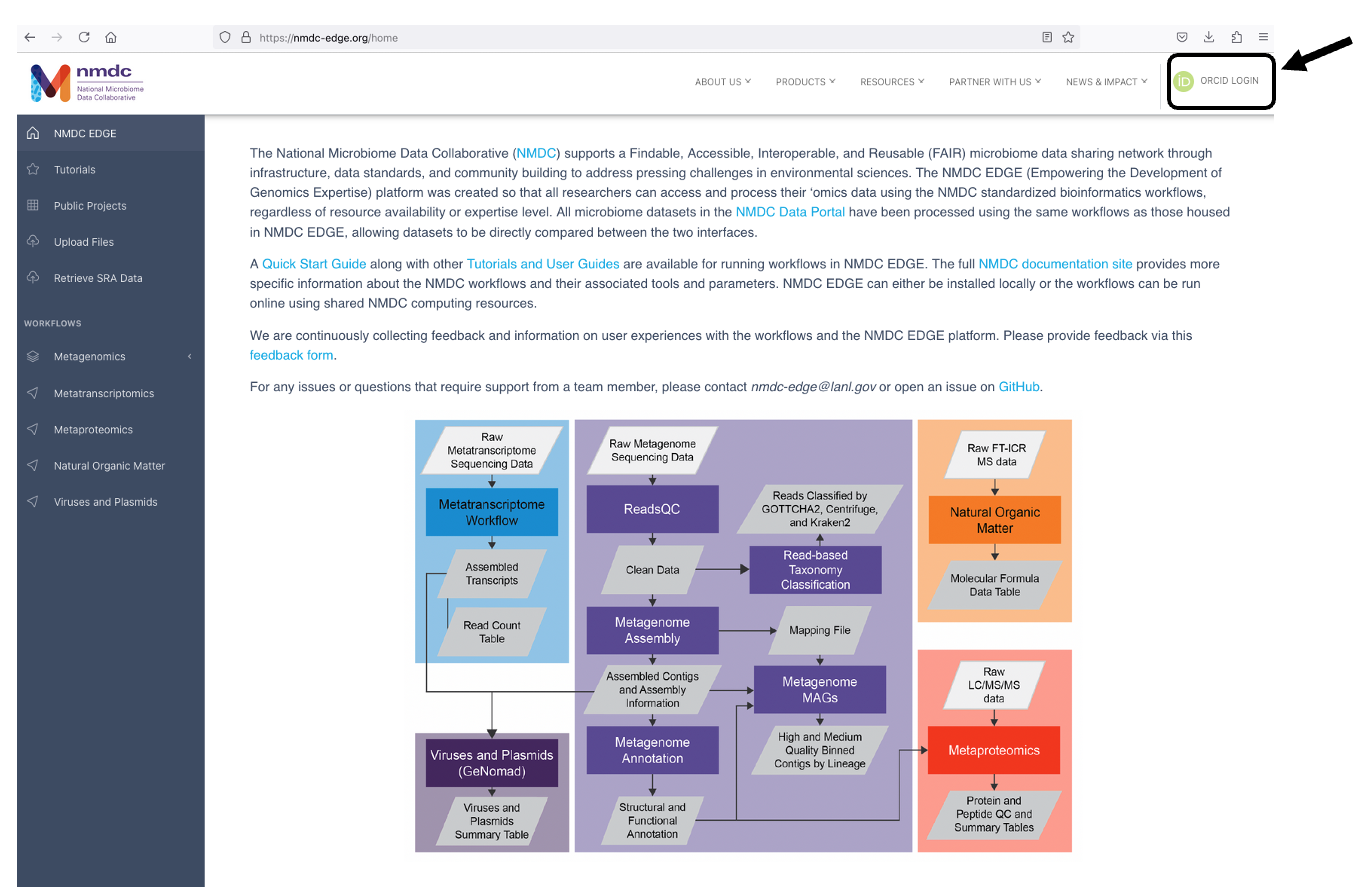 https://nmdc-edge.org/home
nmdc
National Microbiome
Data Collaborative
ABOUT US
PRODUCTS
RESOURCES
PARTNER WITH US
NEWS & IMPACT
iD
ORCID LOGIN
NMDC EDGE
Tutorials
Public Projects
Upload Files
Retrieve SRA Data
WORKFLOWS
Metagenomics
Metatranscriptomics
Metaproteomics
Natural Organic Matter
Viruses and Plasmids
The National Microbiome Data Collaborative (NMDC) supports a Findable, Accessible, Interoperable, and Reusable (FAIR) microbiome data sharing network through
infrastructure, data standards, and community building to address pressing challenges in environmental sciences. The NMDC EDGE (Empowering the Development of
Genomics Expertise) platform was created so that all researchers can access and process their 'omics data using the NMDC standardized bioinformatics workflows,
regardless of resource availability or expertise level. All microbiome datasets in the NMDC Data Portal have been processed using the same workflows as those housed
in NMDC EDGE, allowing datasets to be directly compared between the two interfaces.
A Quick Start Guide along with other Tutorials and User Guides are available for running workflows in NMDC EDGE. The full NMDC documentation site provides more
specific information about the NMDC workflows and their associated tools and parameters. NMDC EDGE can either be installed locally or the workflows can be run
online using shared NMDC computing resources.
We are continuously collecting feedback and information on user experiences with the workflows and the NMDC EDGE platform. Please provide feedback via this
feedback form.
For any issues or questions that require support from a team member, please contact nmdc-edge@lanl.gov or open an issue on GitHub.
Raw
Metatranscriptome
Sequencing Data
Metatranscriptome
Workflow
Assembled
Transcripts
Read Count
Table
Viruses and Plasmids
(GeNomad)
Viruses and
Plasmids
Summary Table
Raw Metagenome
Sequencing Data
ReadsQC
Clean Data
Metagenome
Assembly
Assembled Contigs
and Assembly
Information
Metagenome
Annotation
Structural and
Functional
Annotation
Reads Classified by
GOTTCHA2, Centrifuge,
and Kraken2
Read-based
Taxonomy
Classification
Mapping File
Metagenome
MAGs
High and Medium
Quality Binned
Contigs by Lineage
Raw FT-ICR
MS data
Natural Organic
Matter
Molecular Formula
Data Table
Raw
LC/MS/MS
data
Metaproteomics
Protein and
Peptide QC and
Summary Tables